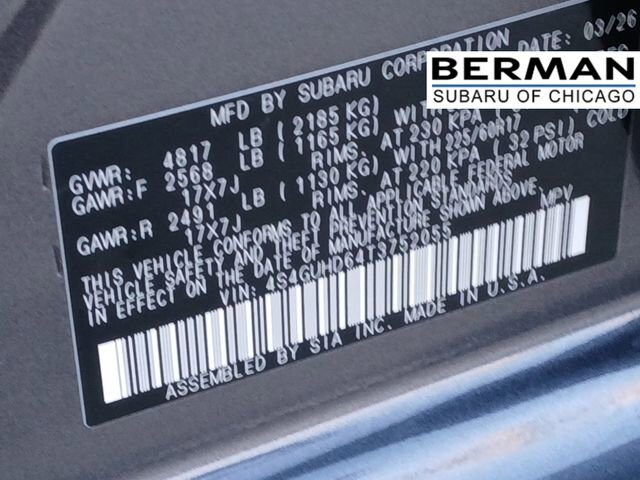 BERMAN
SUBARU OF CHICAGO
MFD BY SUBARU CORPORATION DATE: 03/26
GVWR: 4817 LB (2185 KG) WITH
GAWR:F 2568 LB (1165 KG) WITH 225/60R17
17X7J RIMS, AT 230 KPA
GAWR:R 2491 LB (1130 KG) WITH 225/60R17
17X7J RIMS, AT 220 KPA (32 PSI) COLD
THIS VEHICLE CONFORMS TO ALL APPLICABLE FEDERAL MOTOR
VEHICLE SAFETY AND THEFT PREVENTION STANDARDS
IN EFFECT ON THE DATE OF MANUFACTURE SHOWN ABOVE.
VIN: 4S4GUHD64T3752055 MPV
ASSEMBLED BY SIA INC. MADE IN U.S.A.